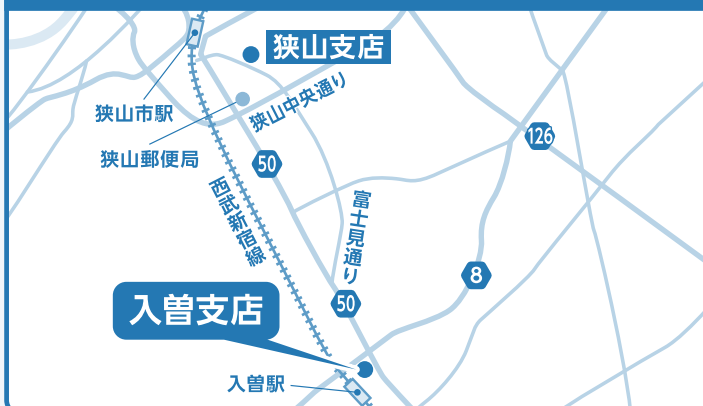 狭山支店
狭山市駅
狭山中央通り
狭山郵便局
126
50
西武新宿線
富士見通り
8
50
入曽支店
入曽駅